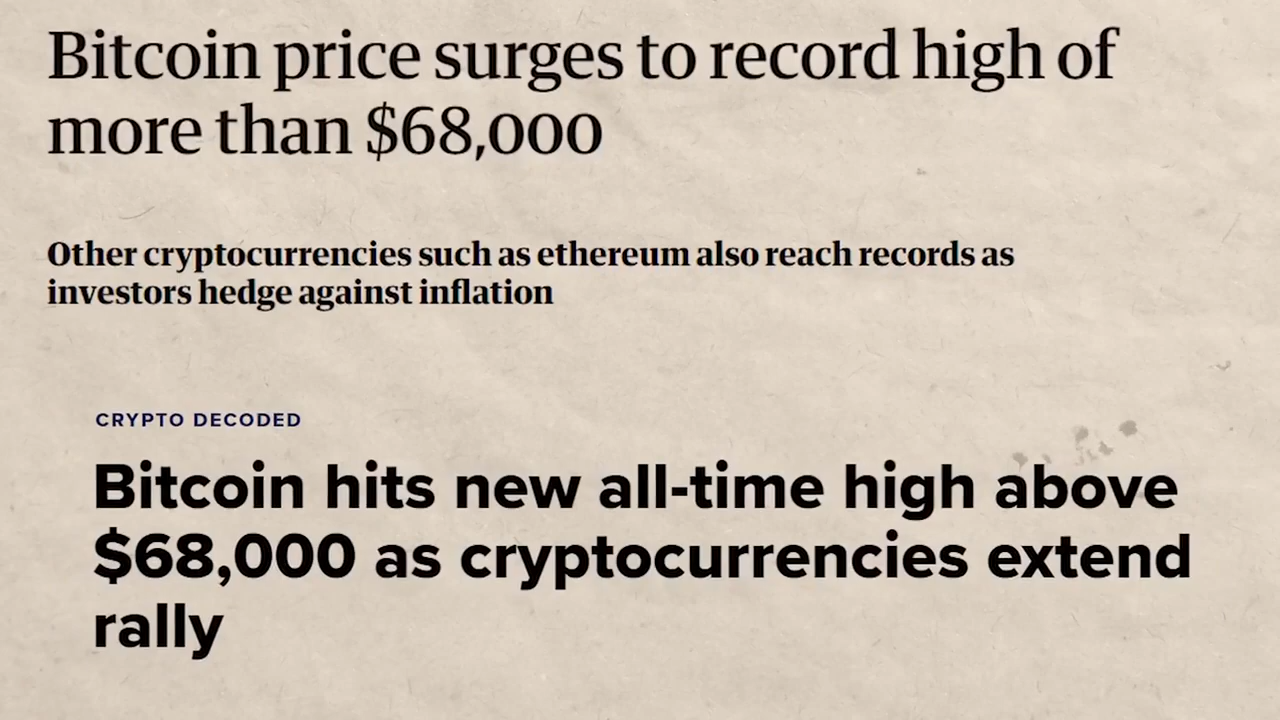 Bitcoin price surges to record high of
more than $68,000
Other cryptocurrencies such as ethereum also reach records as
investors hedge against inflation
CRYPTO DECODED
Bitcoin hits new all-time high above
$68,000 as cryptocurrencies extend
rally